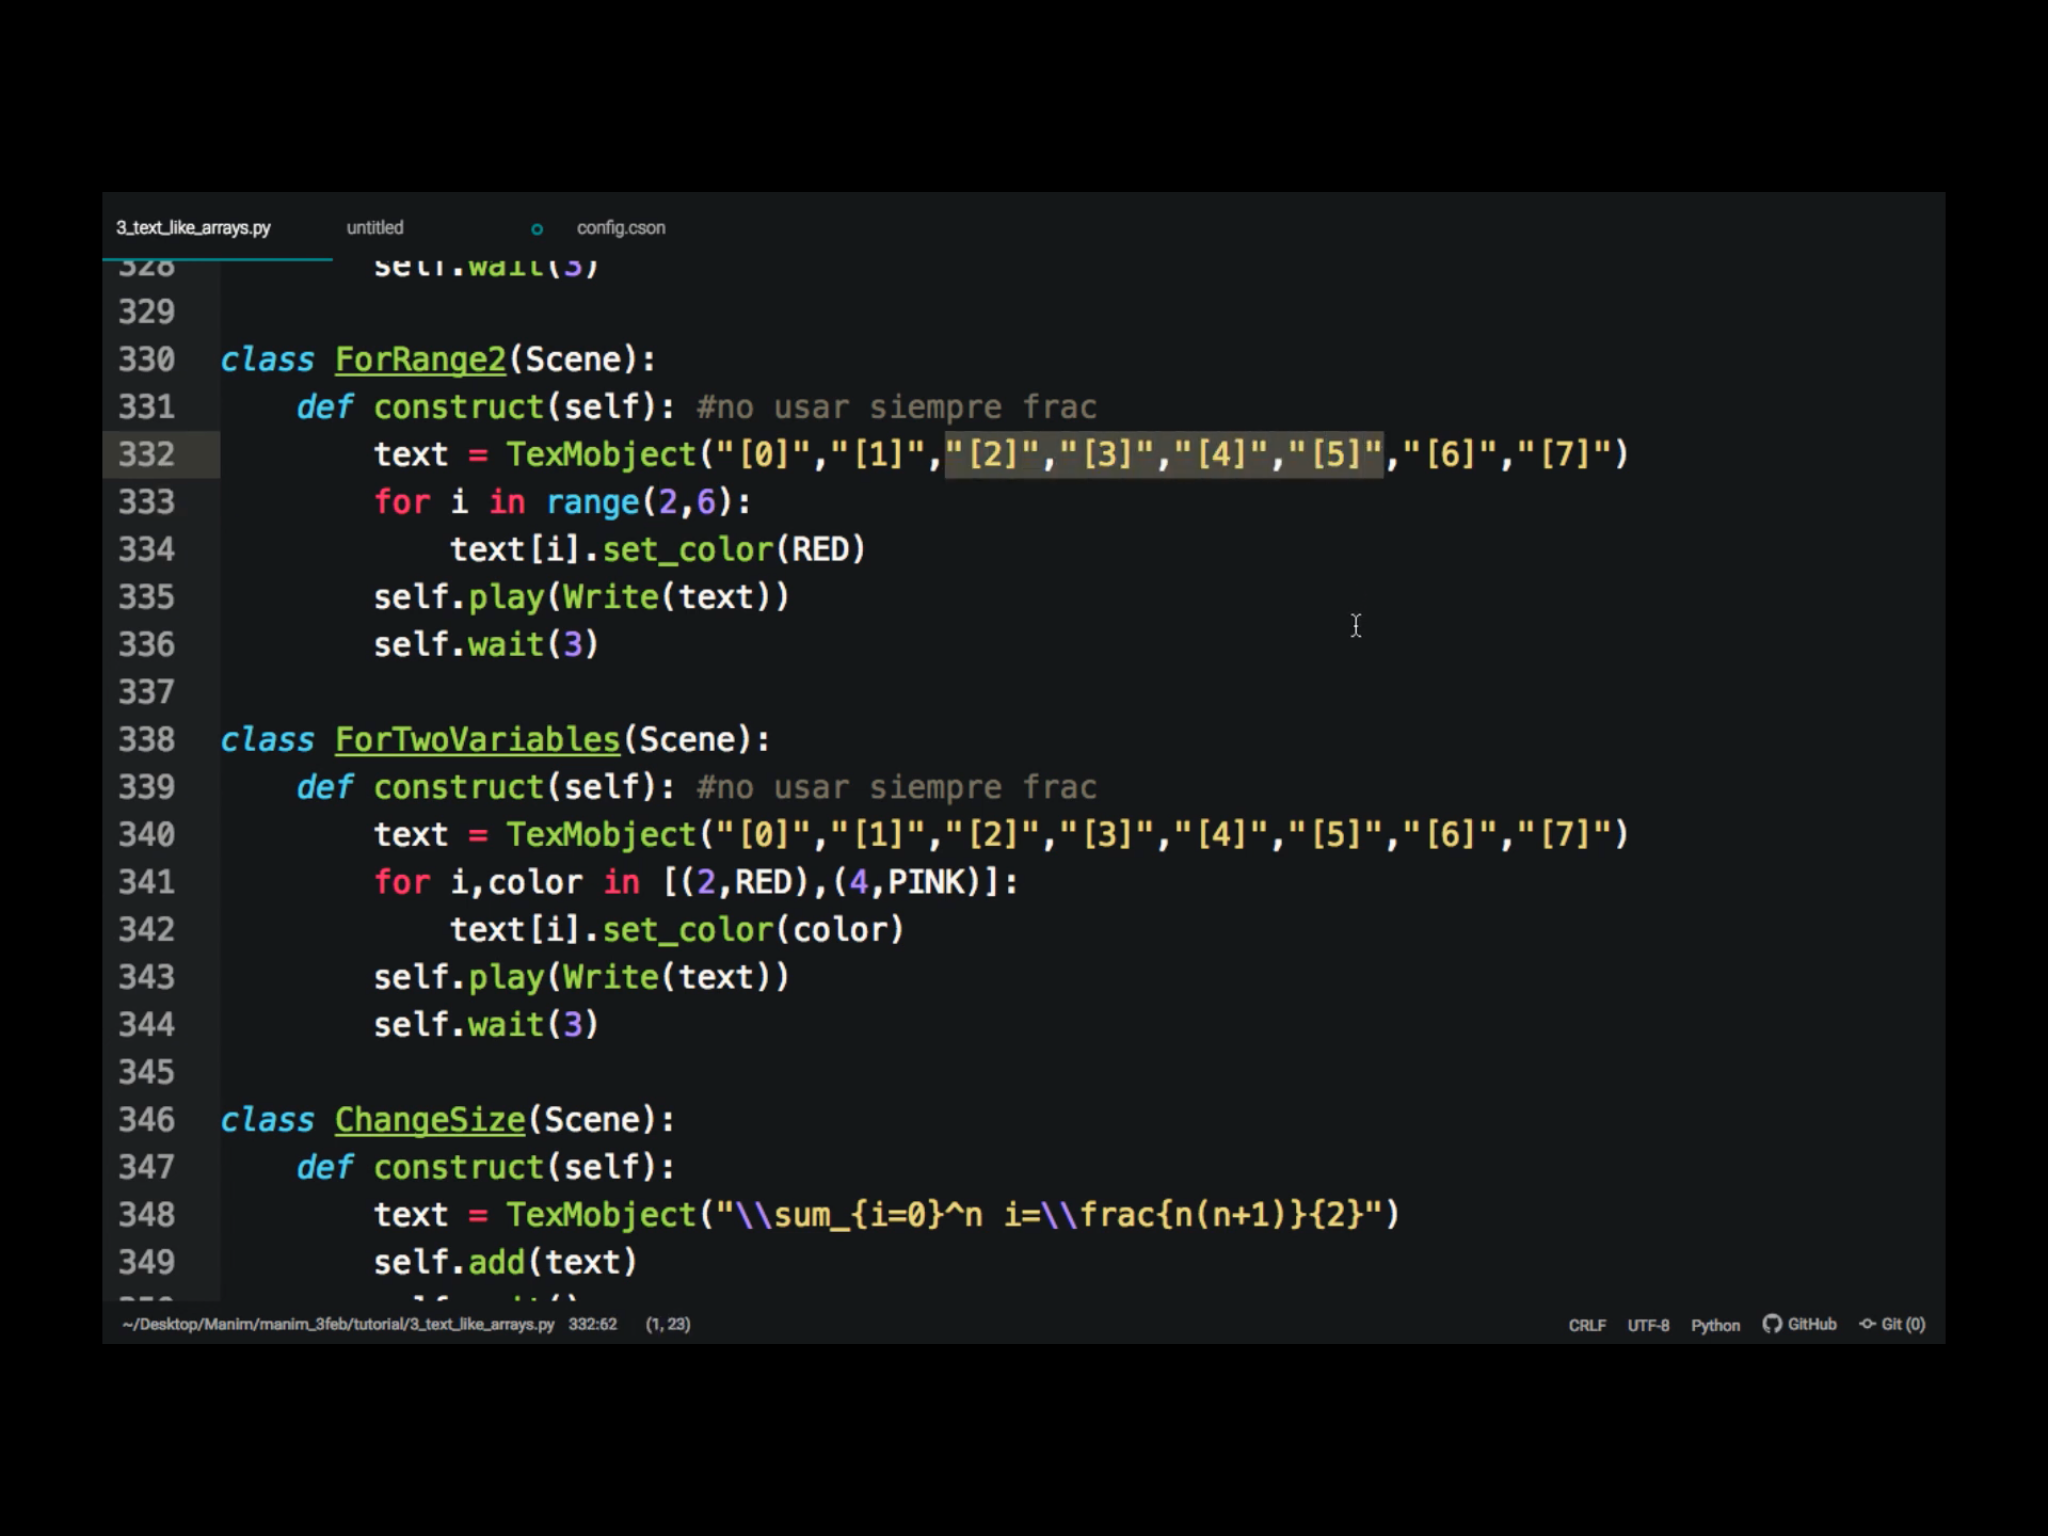 3_text_like_arrays.py untitled config.cson
328 self.wait(3)
329
330 class ForRange2(Scene):
331 def construct(self): #no usar siempre frac
332 text = TexMobject("[0]","[1]","[2]","[3]","[4]","[5]","[6]","[7]")
333 for i in range(2,6):
334 text[i].set_color(RED)
335 self.play(Write(text))
336 self.wait(3)
337
338 class ForTwoVariables(Scene):
339 def construct(self): #no usar siempre frac
340 text = TexMobject("[0]","[1]","[2]","[3]","[4]","[5]","[6]","[7]")
341 for i,color in [(2,RED),(4,PINK)]:
342 text[i].set_color(color)
343 self.play(Write(text))
344 self.wait(3)
345
346 class ChangeSize(Scene):
347 def construct(self):
348 text = TexMobject("\\sum_{i=0}^n i=\\frac{n(n+1)}{2}")
349 self.add(text)
~/Desktop/Manim/manim_3feb/tutorial/3_text_like_arrays.py 332:62 (1, 23) CRLF UTF-8 Python GitHub Git (0)